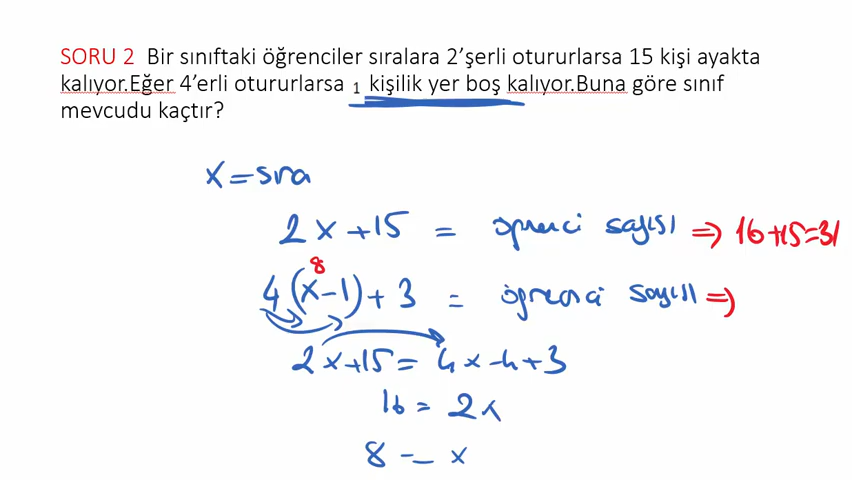 SORU 2 Bir sınıftaki öğrenciler sıralara 2'şerli otururlarsa 15 kişi ayakta
kalıyor.Eğer 4'erli otururlarsa 1 kişilik yer boş kalıyor.Buna göre sınıf
mevcudu kaçtır?
x = sıra
2x +15 = öğrenci sayısı => 16+15=31
8
4(x-1)+3 = öğrenci sayısı =>
2x+15 = 4x-4+3
16 = 2x
8 = x